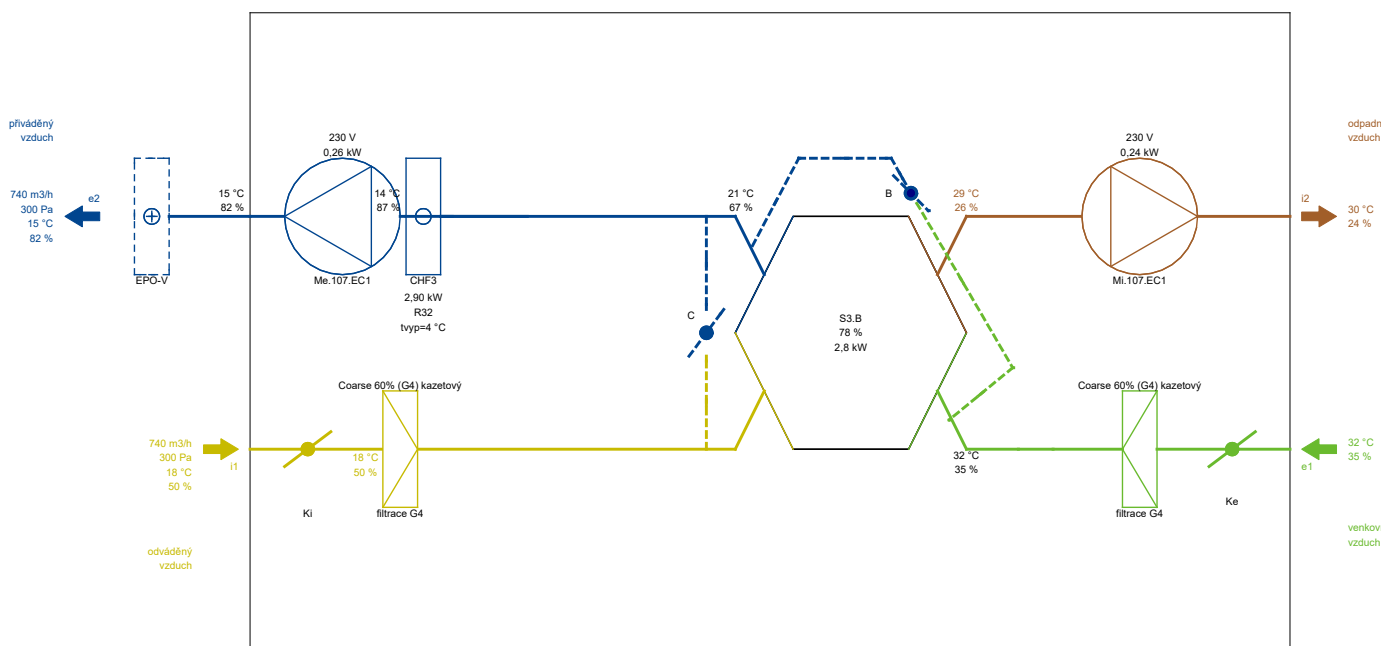 přiváděný
vzduch
740 m3/h
300 Pa
15 °C
82 %
e2
EPO-V
15 °C
82 %
230 V
0,26 kW
Me.107.EC1
14 °C
87 %
CHF3
2,90 kW
R32
tvyp=4 °C
21 °C
67 %
B
C
S3.B
78 %
2,8 kW
29 °C
26 %
230 V
0,24 kW
Mi.107.EC1
odpadn
vzduch
i2
30 °C
24 %
740 m3/h
300 Pa
18 °C
50 %
i1
odváděný
vzduch
Ki
18 °C
50 %
Coarse 60% (G4) kazetový
filtrace G4
32 °C
35 %
Coarse 60% (G4) kazetový
filtrace G4
Ke
32 °C
35 %
e1
venkov
vzduch